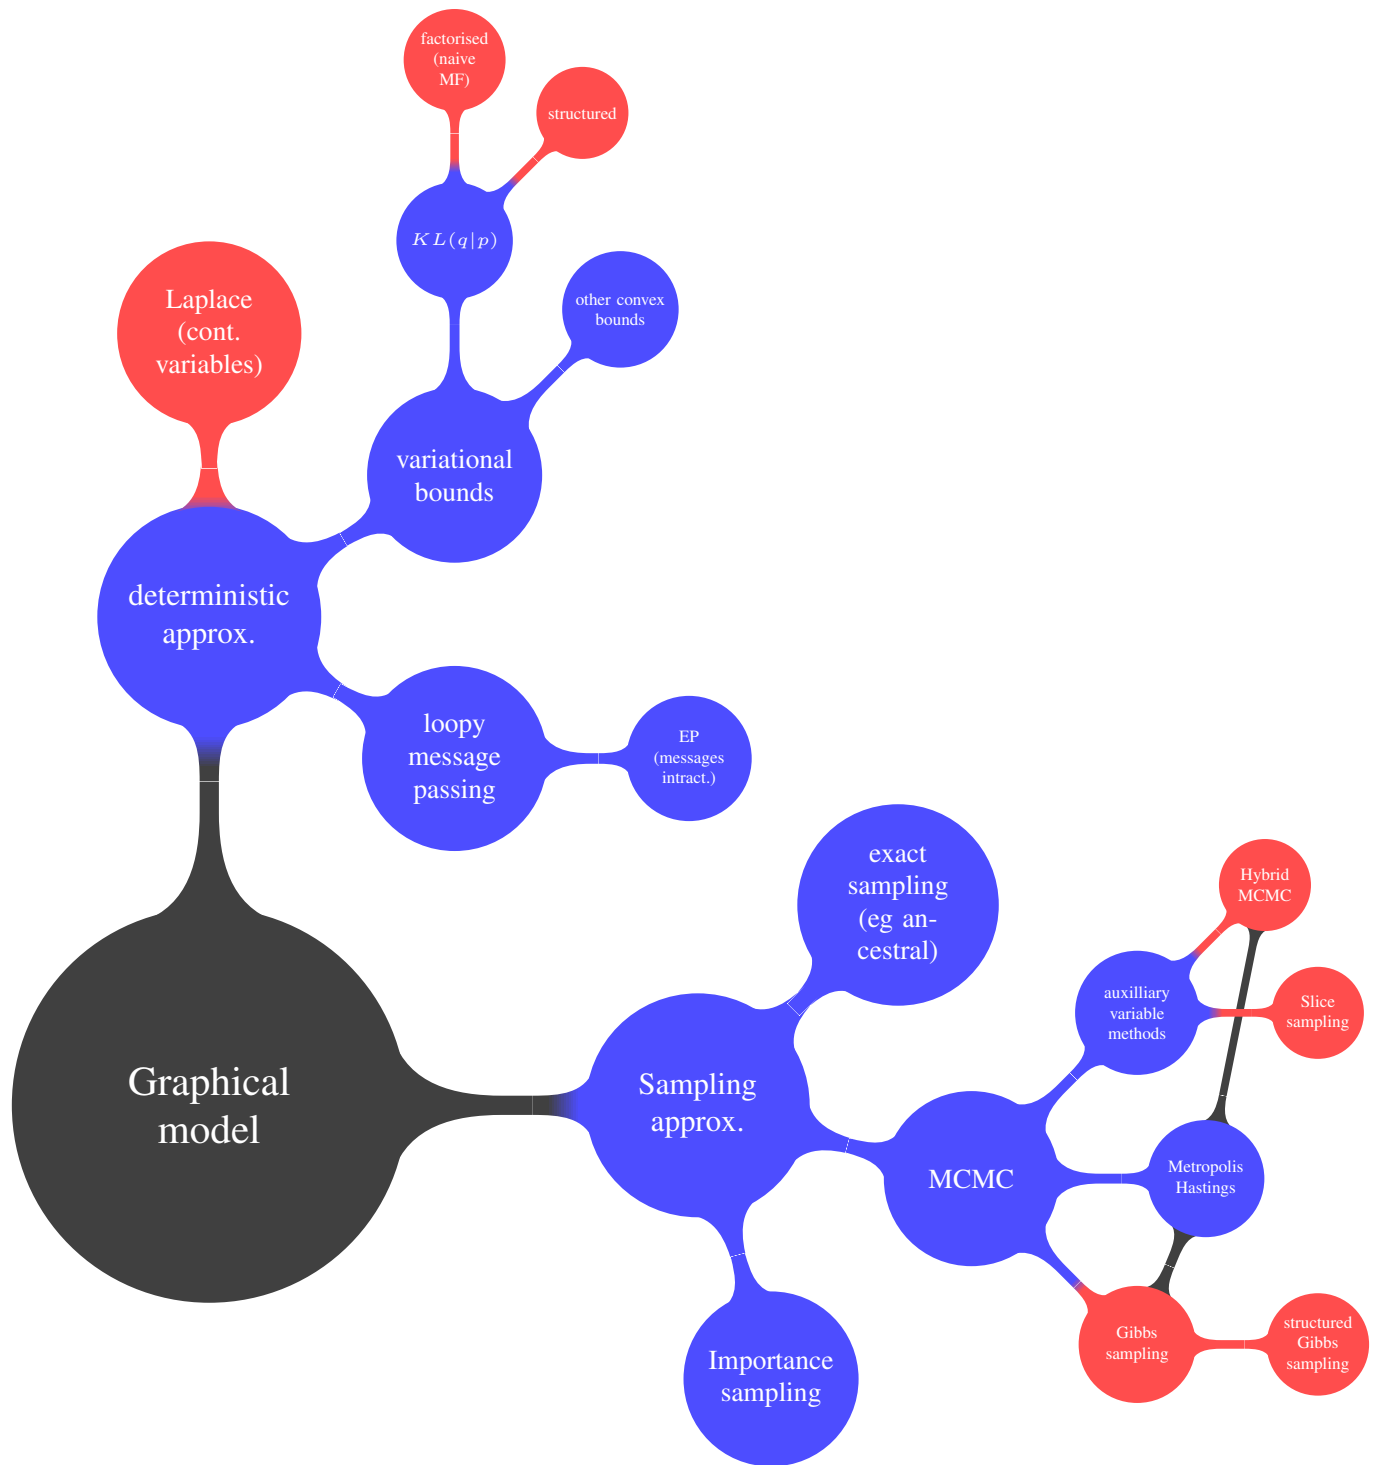 factorised
(naive
MF)
structured
KL(q|p)
other convex
bounds
Laplace
(cont.
variables)
variational
bounds
deterministic
approx.
loopy
message
passing
EP
(messages
intract.)
exact
sampling
(eg an-
cestral)
Hybrid
MCMC
auxilliary
variable
methods
Slice
sampling
Graphical
model
Sampling
approx.
MCMC
Metropolis
Hastings
Gibbs
sampling
structured
Gibbs
sampling
Importance
sampling